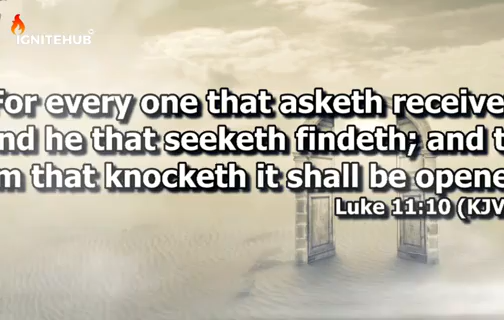 IGNITEHUB
For every one that asketh receive
nd he that seeketh findeth; and t
m that knocketh it shall be opene
Luke 11:10 (KJV